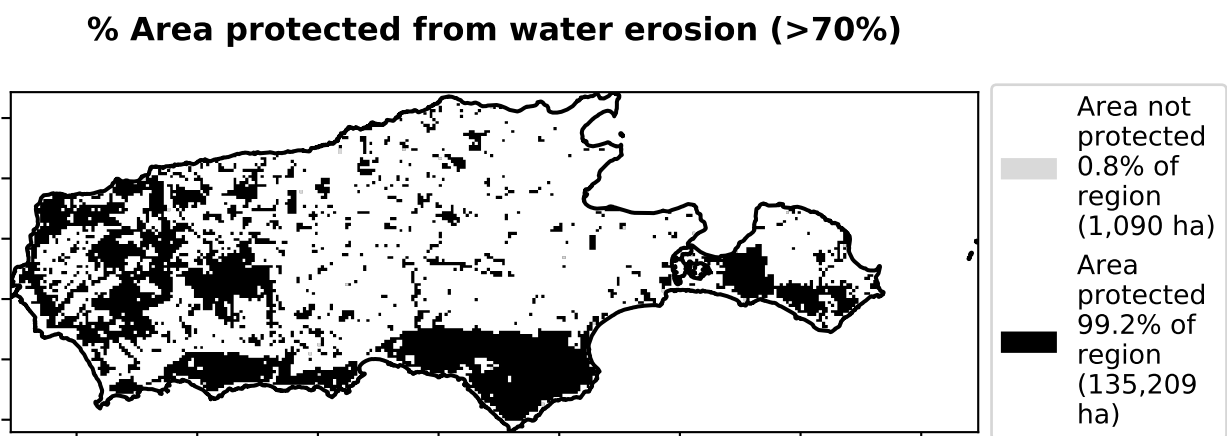 % Area protected from water erosion (>70%)
Area not
protected
0.8% of
region
(1,090 ha)
Area
protected
99.2% of
region
(135,209
ha)